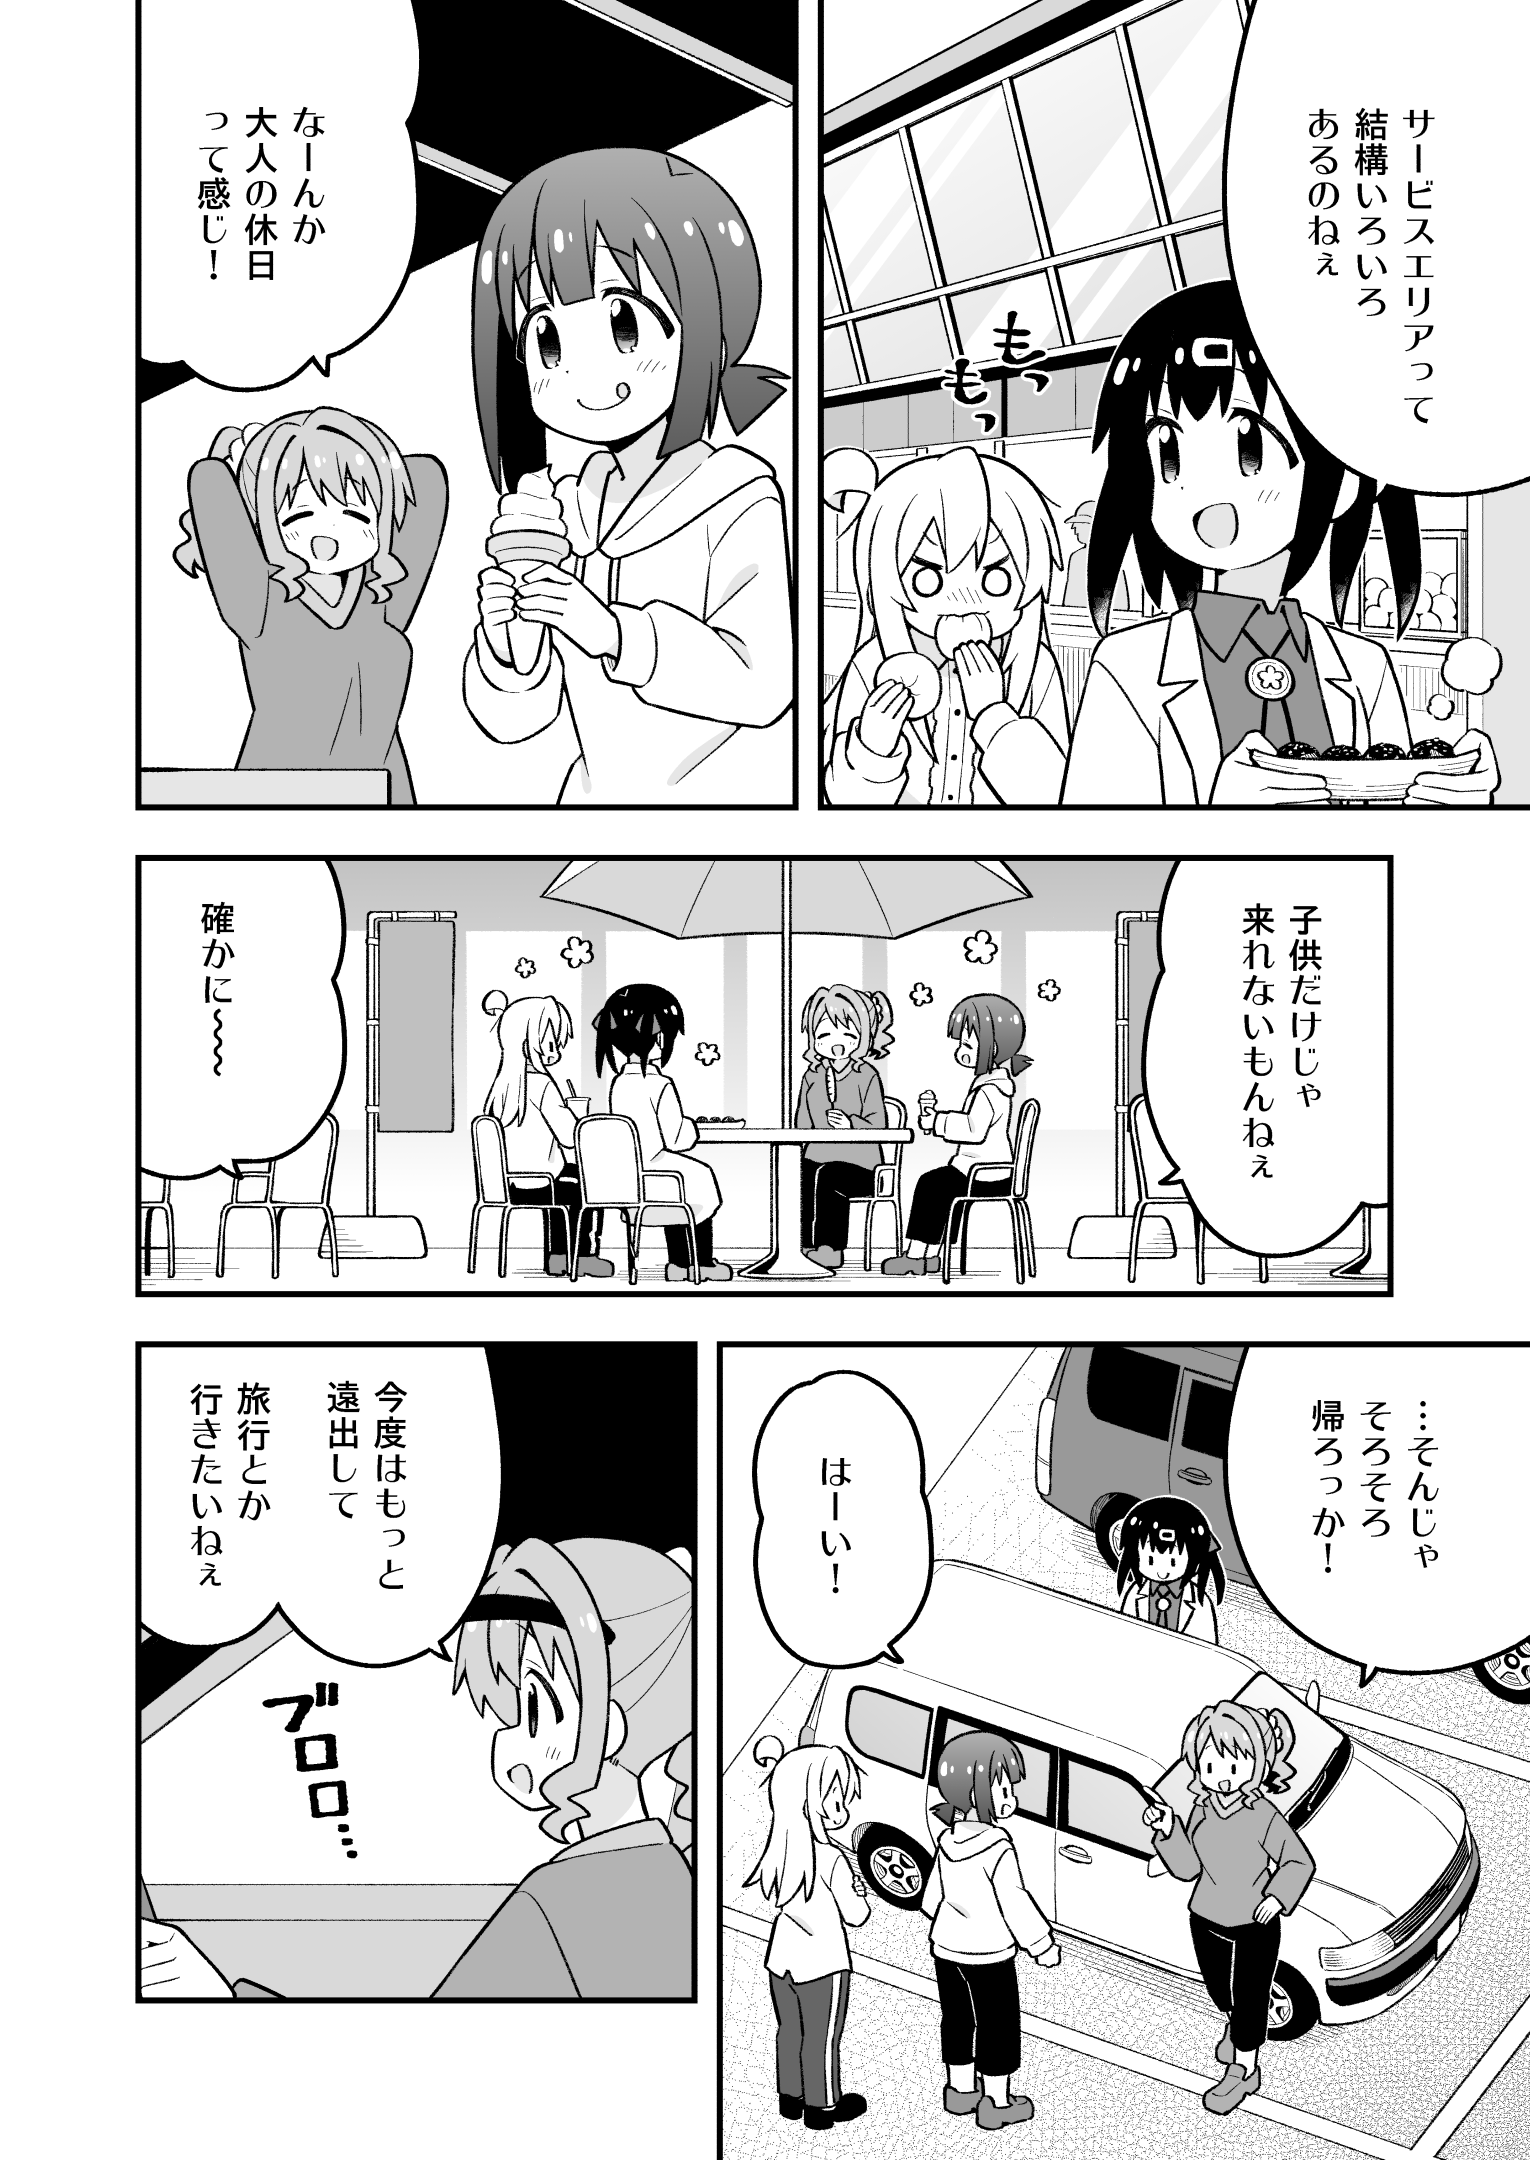 サービスエリアって
結構いろいろ
あるのねぇ
もっ
もっ
なーんか
大人の休日
って感じ！
子供だけじゃ
来れないもんねぇ
確かに〜〜
…そんじゃ
そろそろ
帰ろっか！
はーい！
今度はもっと
遠出して
旅行とか
行きたいねぇ
ブロロロ…